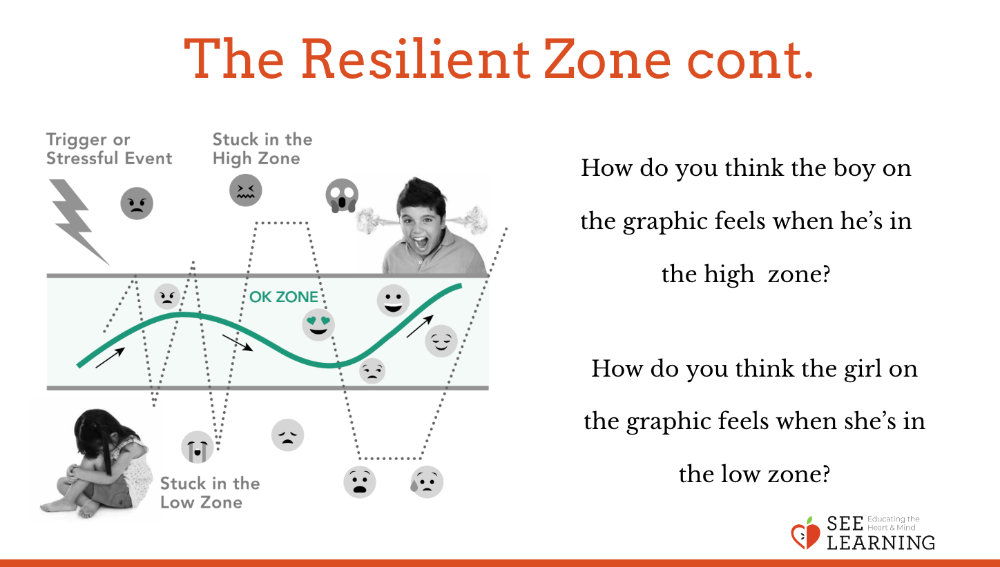 The Resilient Zone cont.
Trigger or
Stressful Event
Stuck in the
High Zone
OK ZONE
Stuck in the
Low Zone
How do you think the boy on
the graphic feels when he’s in
the high  zone?
How do you think the girl on
the graphic feels when she’s in
the low zone?
SEE Educating the
Heart & Mind
LEARNING